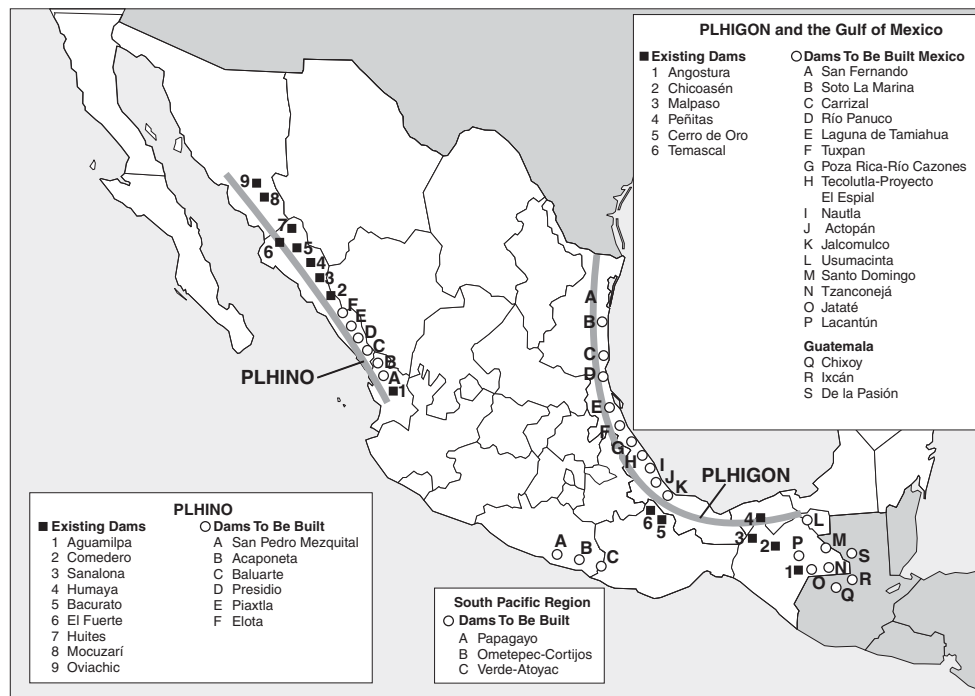 PLHIGON and the Gulf of Mexico
■ Existing Dams
1 Angostura
2 Chicoasén
3 Malpaso
4 Peñitas
5 Cerro de Oro
6 Temascal
○ Dams To Be Built Mexico
A San Fernando
B Soto La Marina
C Carrizal
D Río Panuco
E Laguna de Tamiahua
F Tuxpan
G Poza Rica-Río Cazones
H Tecolutla-Proyecto
El Espial
I Nautla
J Actopán
K Jalcomulco
L Usumacinta
M Santo Domingo
N Tzanconejá
O Jataté
P Lacantún
Guatemala
Q Chixoy
R Ixcán
S De la Pasión
9
8
7
6
5
4
3
2
F
E
D
C
B
A
1
PLHINO
A
B
C
D
E
F
G
H
I
J
K
PLHIGON
6
5
4
3
2
1
L
M
P
S
O
N
R
Q
A
B
C
PLHINO
■ Existing Dams
1 Aguamilpa
2 Comedero
3 Sanalona
4 Humaya
5 Bacurato
6 El Fuerte
7 Huites
8 Mocuzarí
9 Oviachic
○ Dams To Be Built
A San Pedro Mezquital
B Acaponeta
C Baluarte
D Presidio
E Piaxtla
F Elota
South Pacific Region
○ Dams To Be Built
A Papagayo
B Ometepec-Cortijos
C Verde-Atoyac